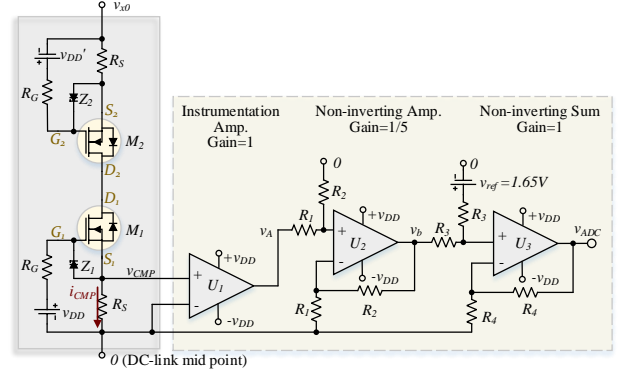 v_x0
v_DD'
R_S
R_G
Z_2
S_2
G_2
M_2
D_2
D_1
G_1
M_1
S_1
R_G
Z_1
v_CMP
i_CMP
R_S
v_DD
0 (DC-link mid point)
Instrumentation
Amp.
Gain=1
Non-inverting Amp.
Gain=1/5
Non-inverting Sum
Gain=1
+
-
U_1
+v_DD
-v_DD
v_A
0
R_2
R_1
+
-
U_2
+v_DD
-v_DD
v_b
R_1
R_2
0
v_ref=1.65V
R_3
R_3
+
-
U_3
+v_DD
-v_DD
v_ADC
R_4
R_4